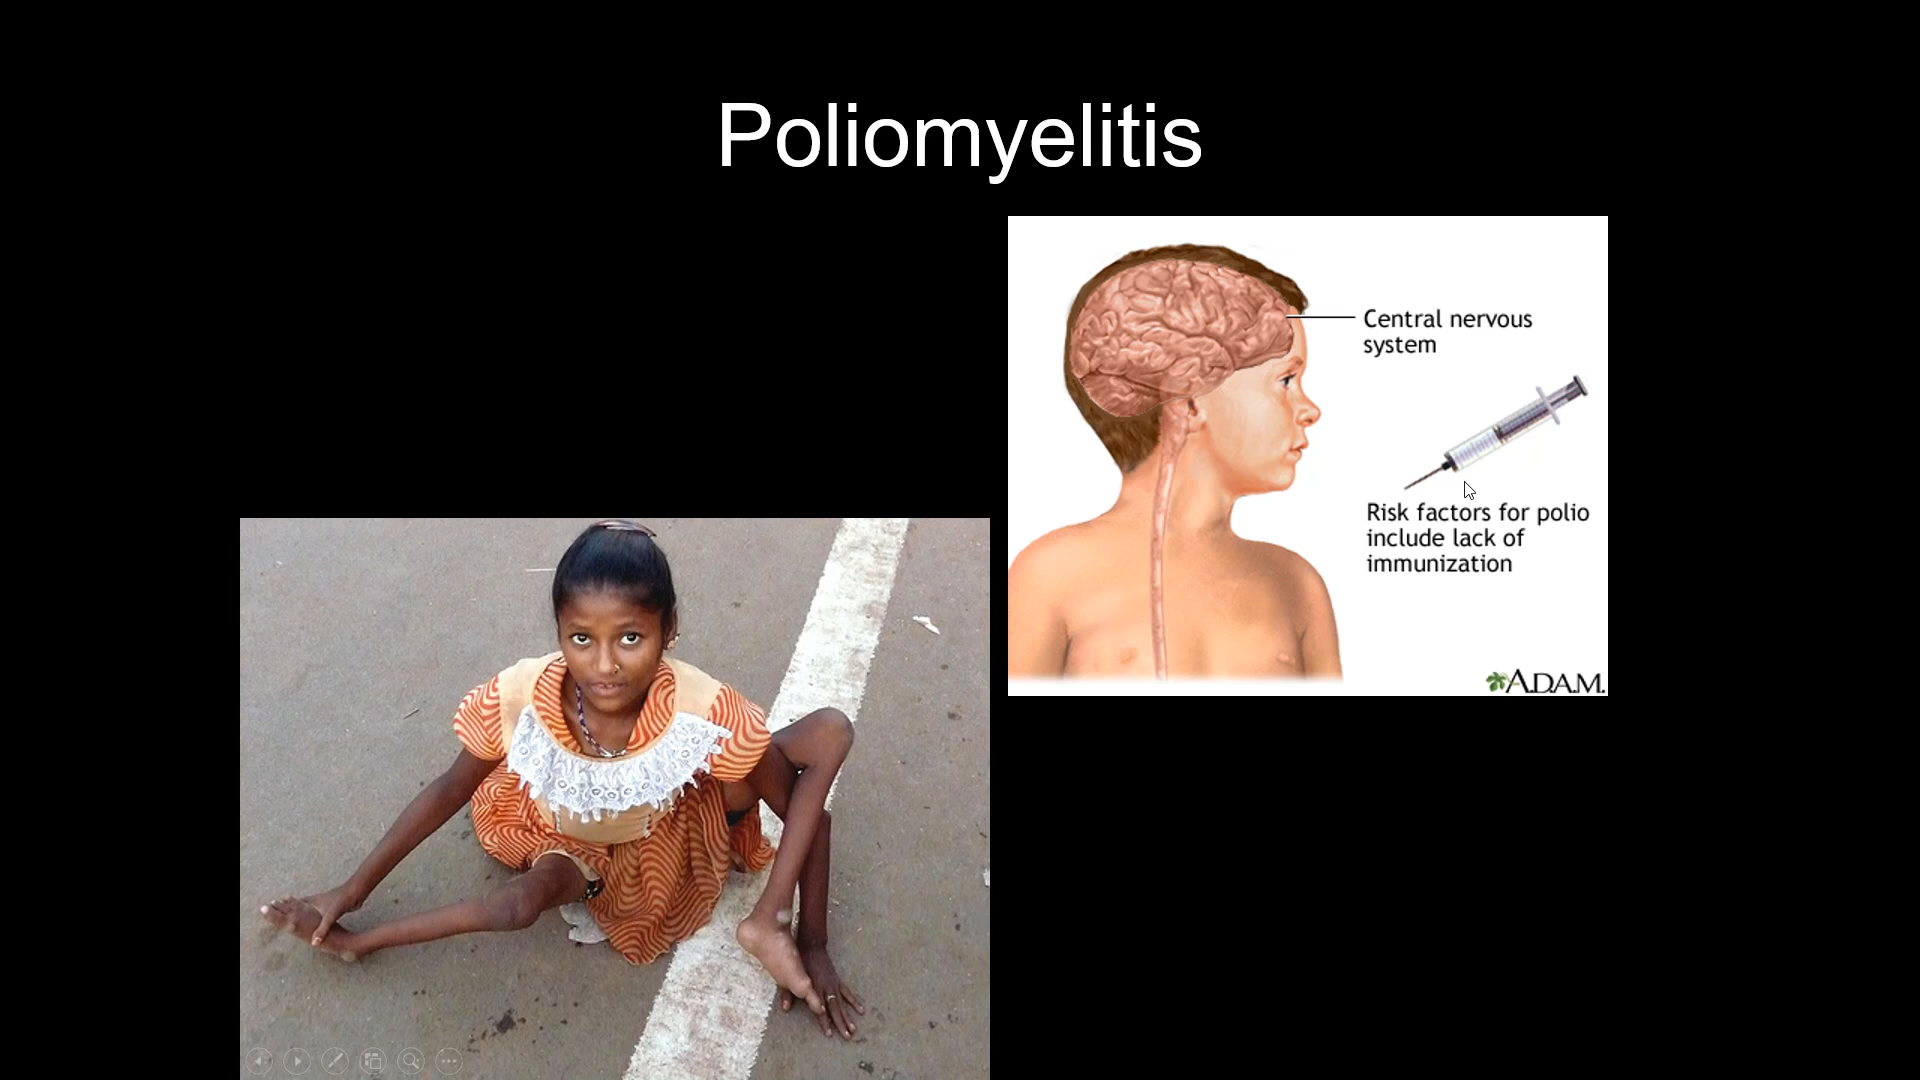 Poliomyelitis
Central nervous
system
Risk factors for polio
include lack of
immunization
A.D.A.M.